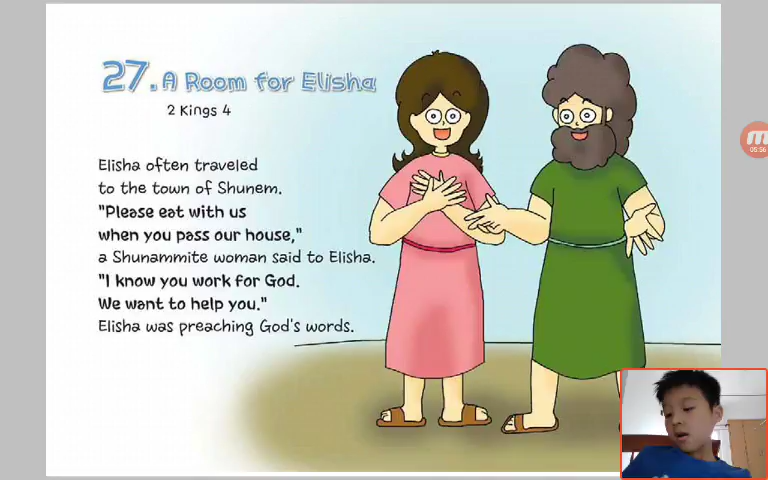 27. A Room for Elisha
2 Kings 4
Elisha often traveled
to the town of Shunem.
"Please eat with us
when you pass our house,"
a Shunammite woman said to Elisha.
"I know you work for God.
We want to help you."
Elisha was preaching God's words.
05:56